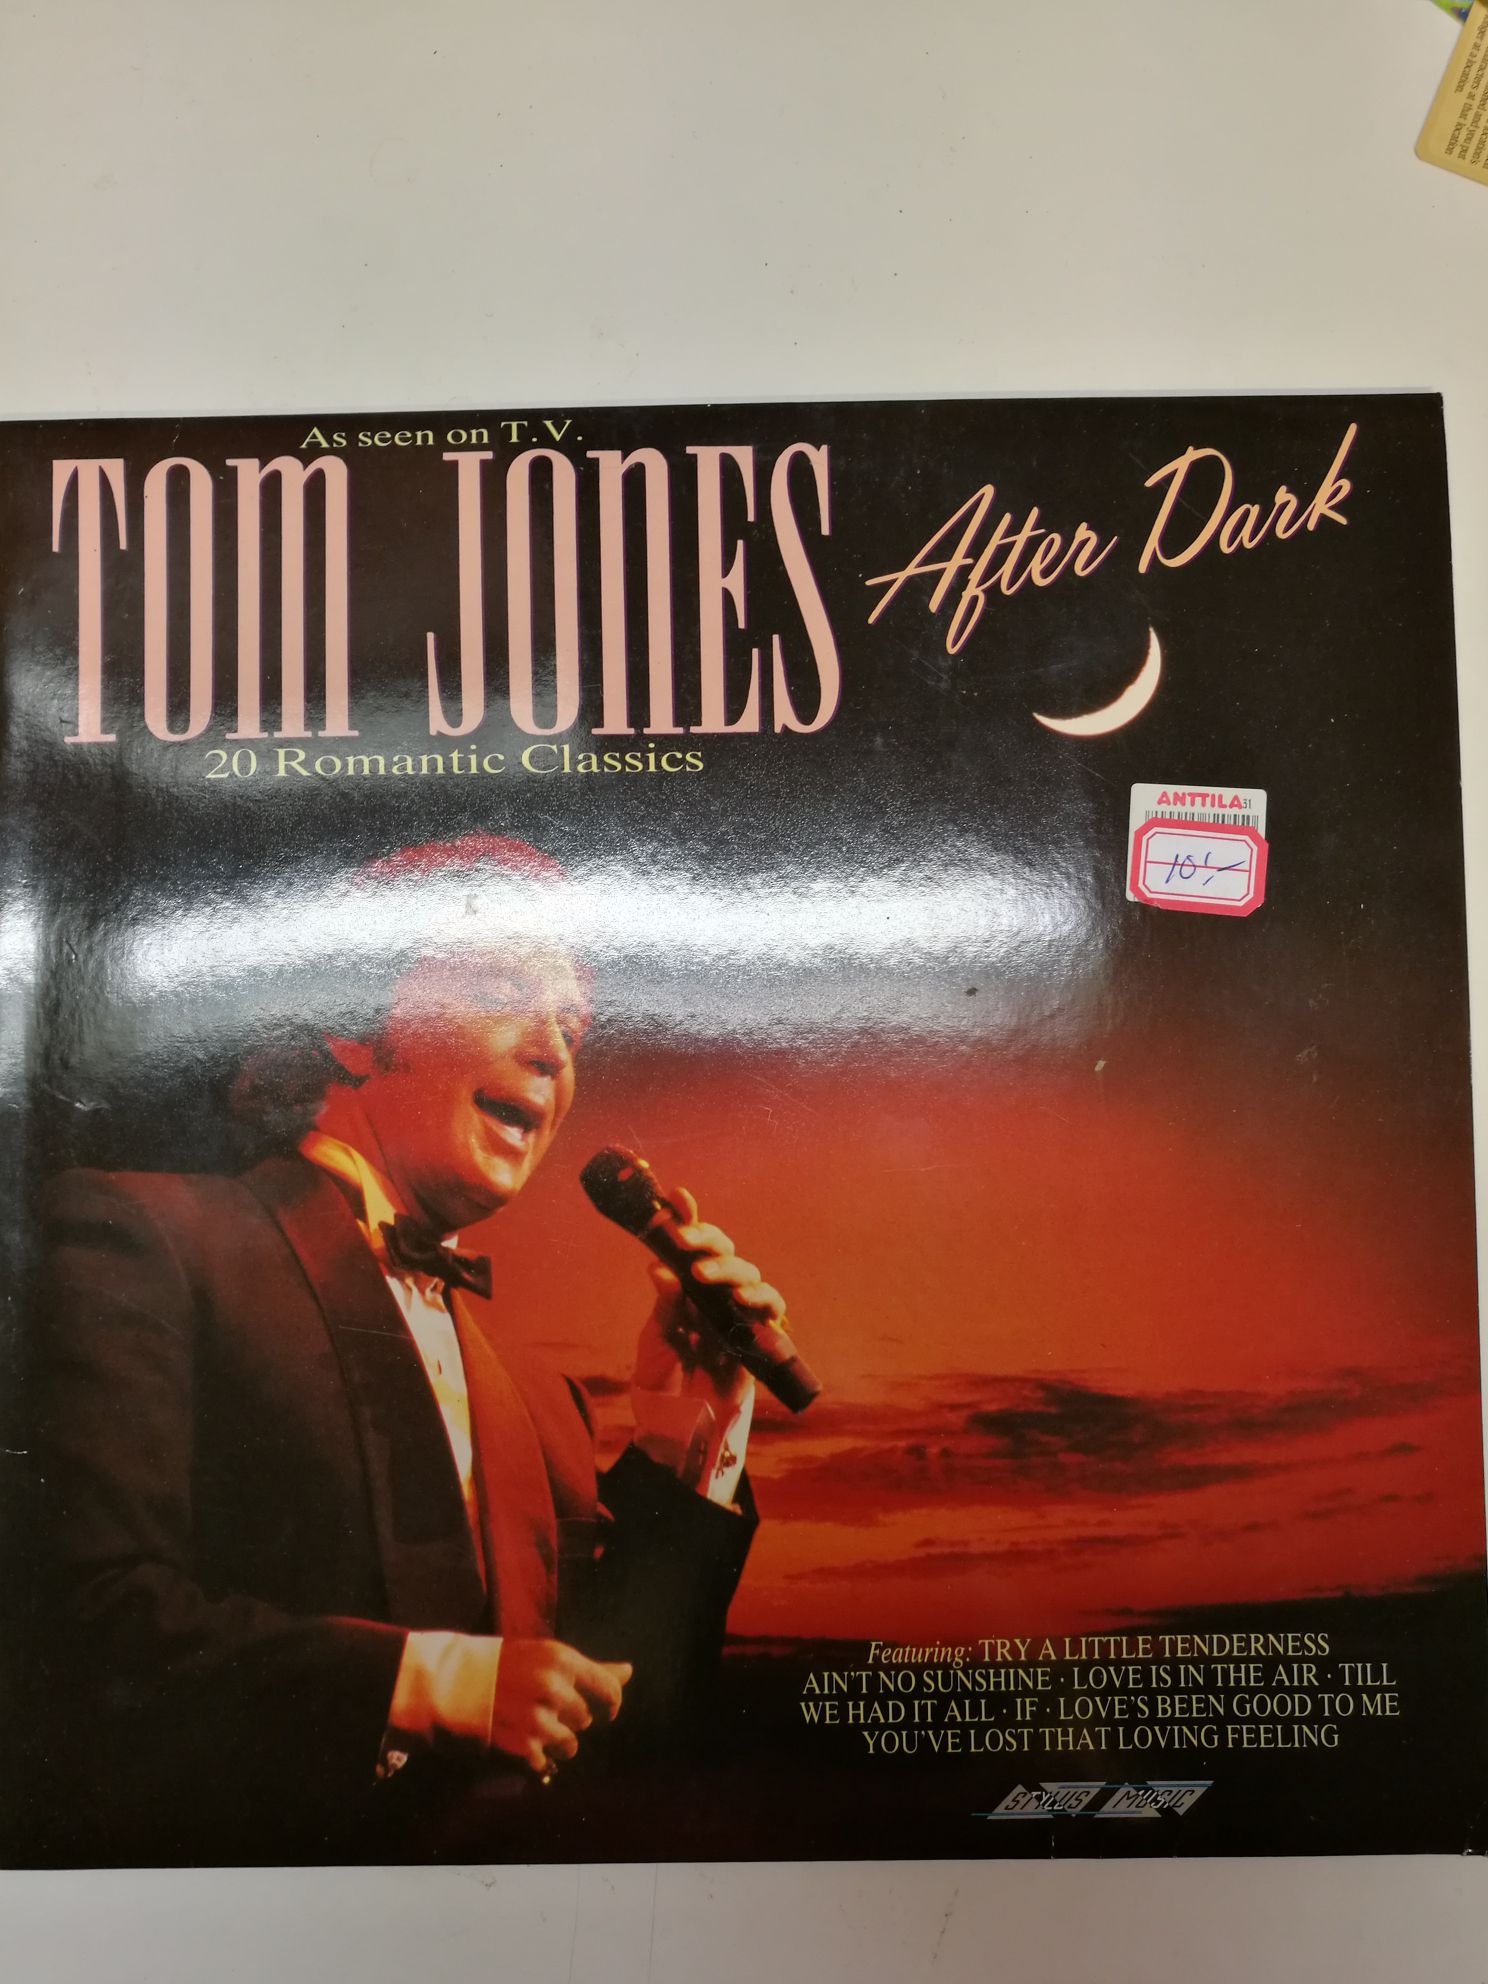 As seen on T.V.
TOM JONES
After Dark
20 Romantic Classics
ANTTILA 31
10,-
Featuring: TRY A LITTLE TENDERNESS
AIN'T NO SUNSHINE · LOVE IS IN THE AIR · TILL
WE HAD IT ALL · IF · LOVE'S BEEN GOOD TO ME
YOU'VE LOST THAT LOVING FEELING
STYLUS MUSIC